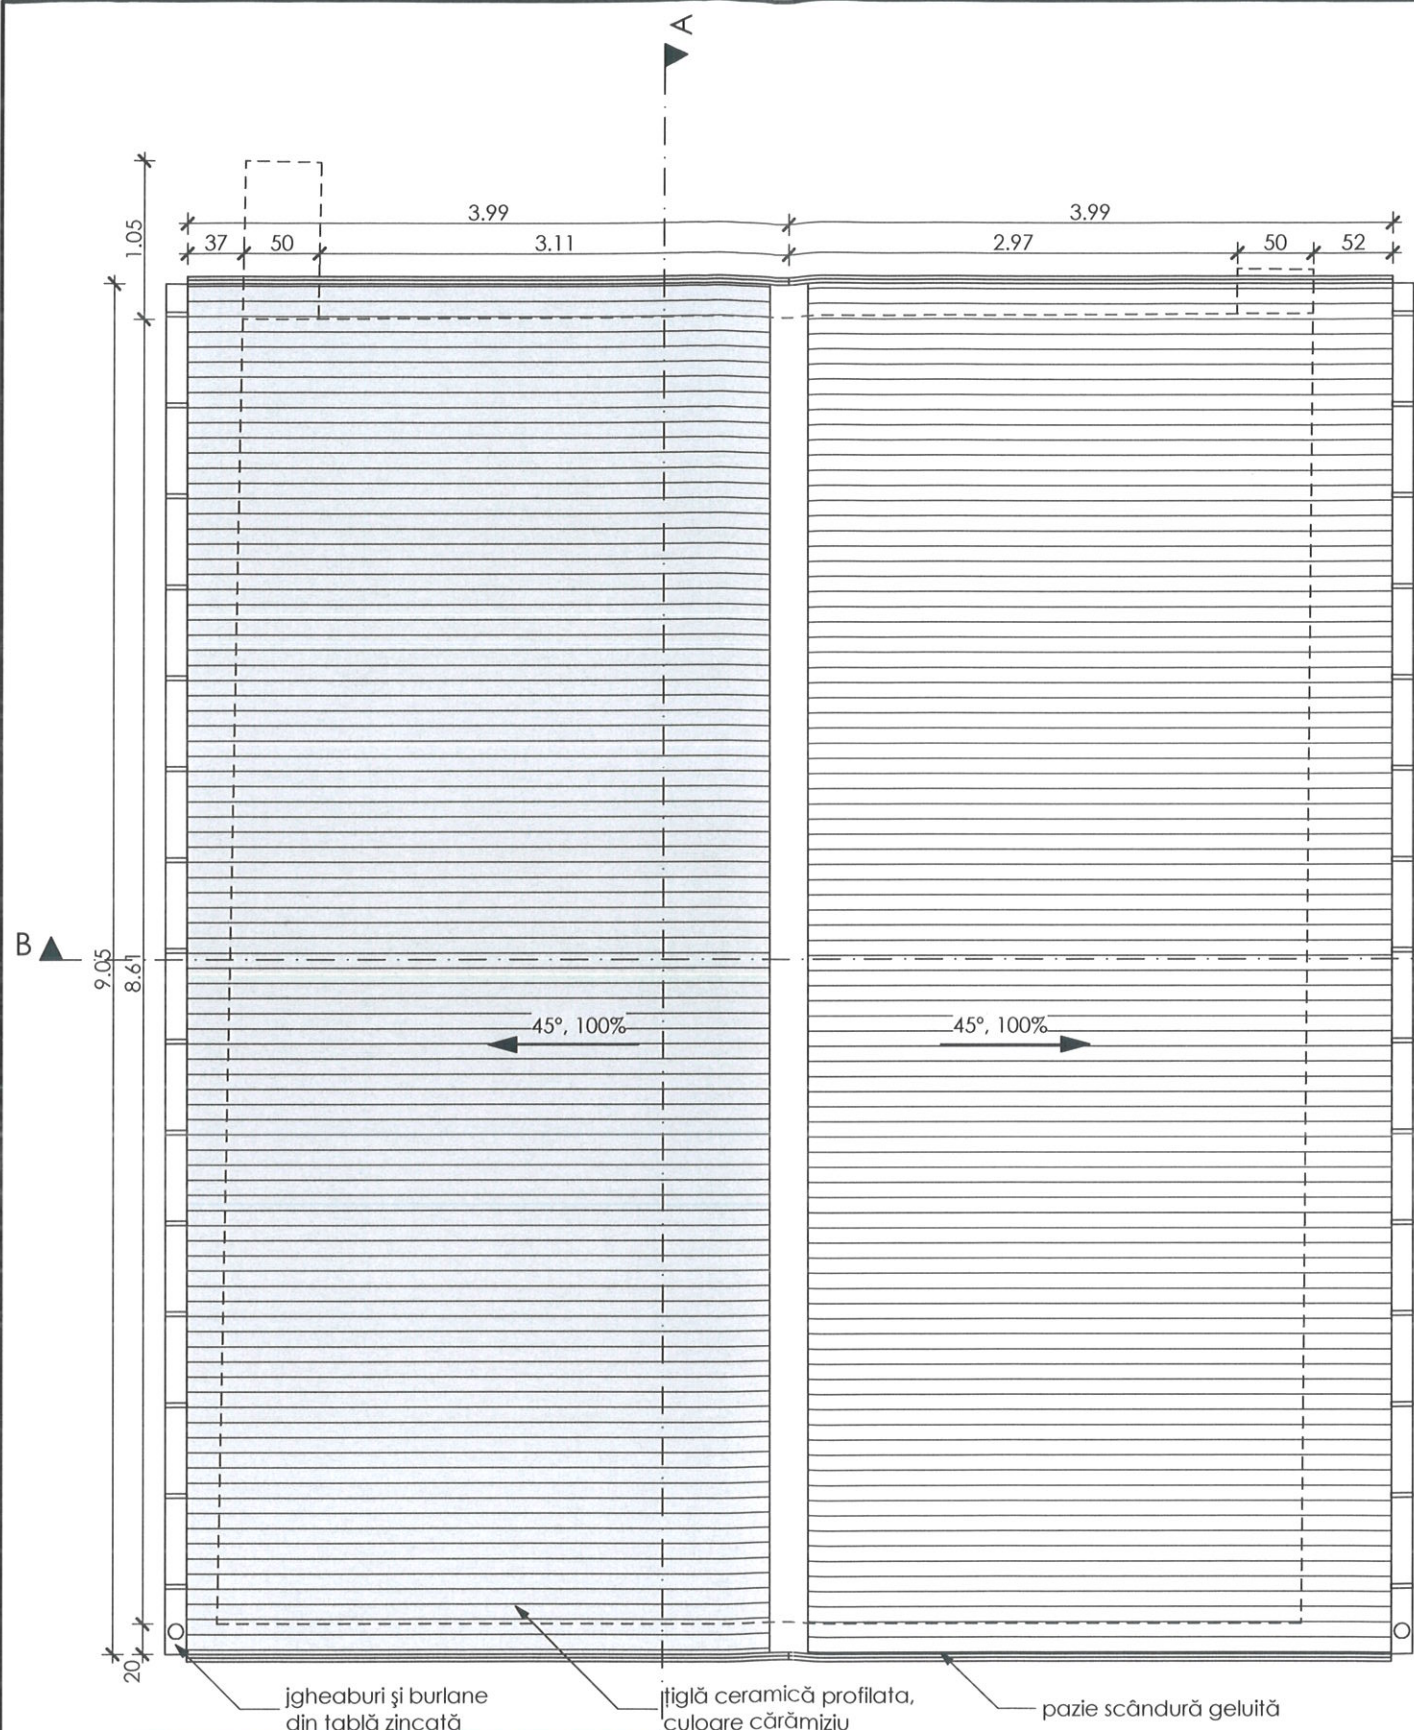 A
3.99
3.99
1.05
37
50
3.11
2.97
50
52
B
9.05
8.61
45°, 100%
45°, 100%
20
jgheaburi şi burlane
din tablă zincată
ţiglă ceramică profilata,
culoare cărămiziu
pazie scândură geluită